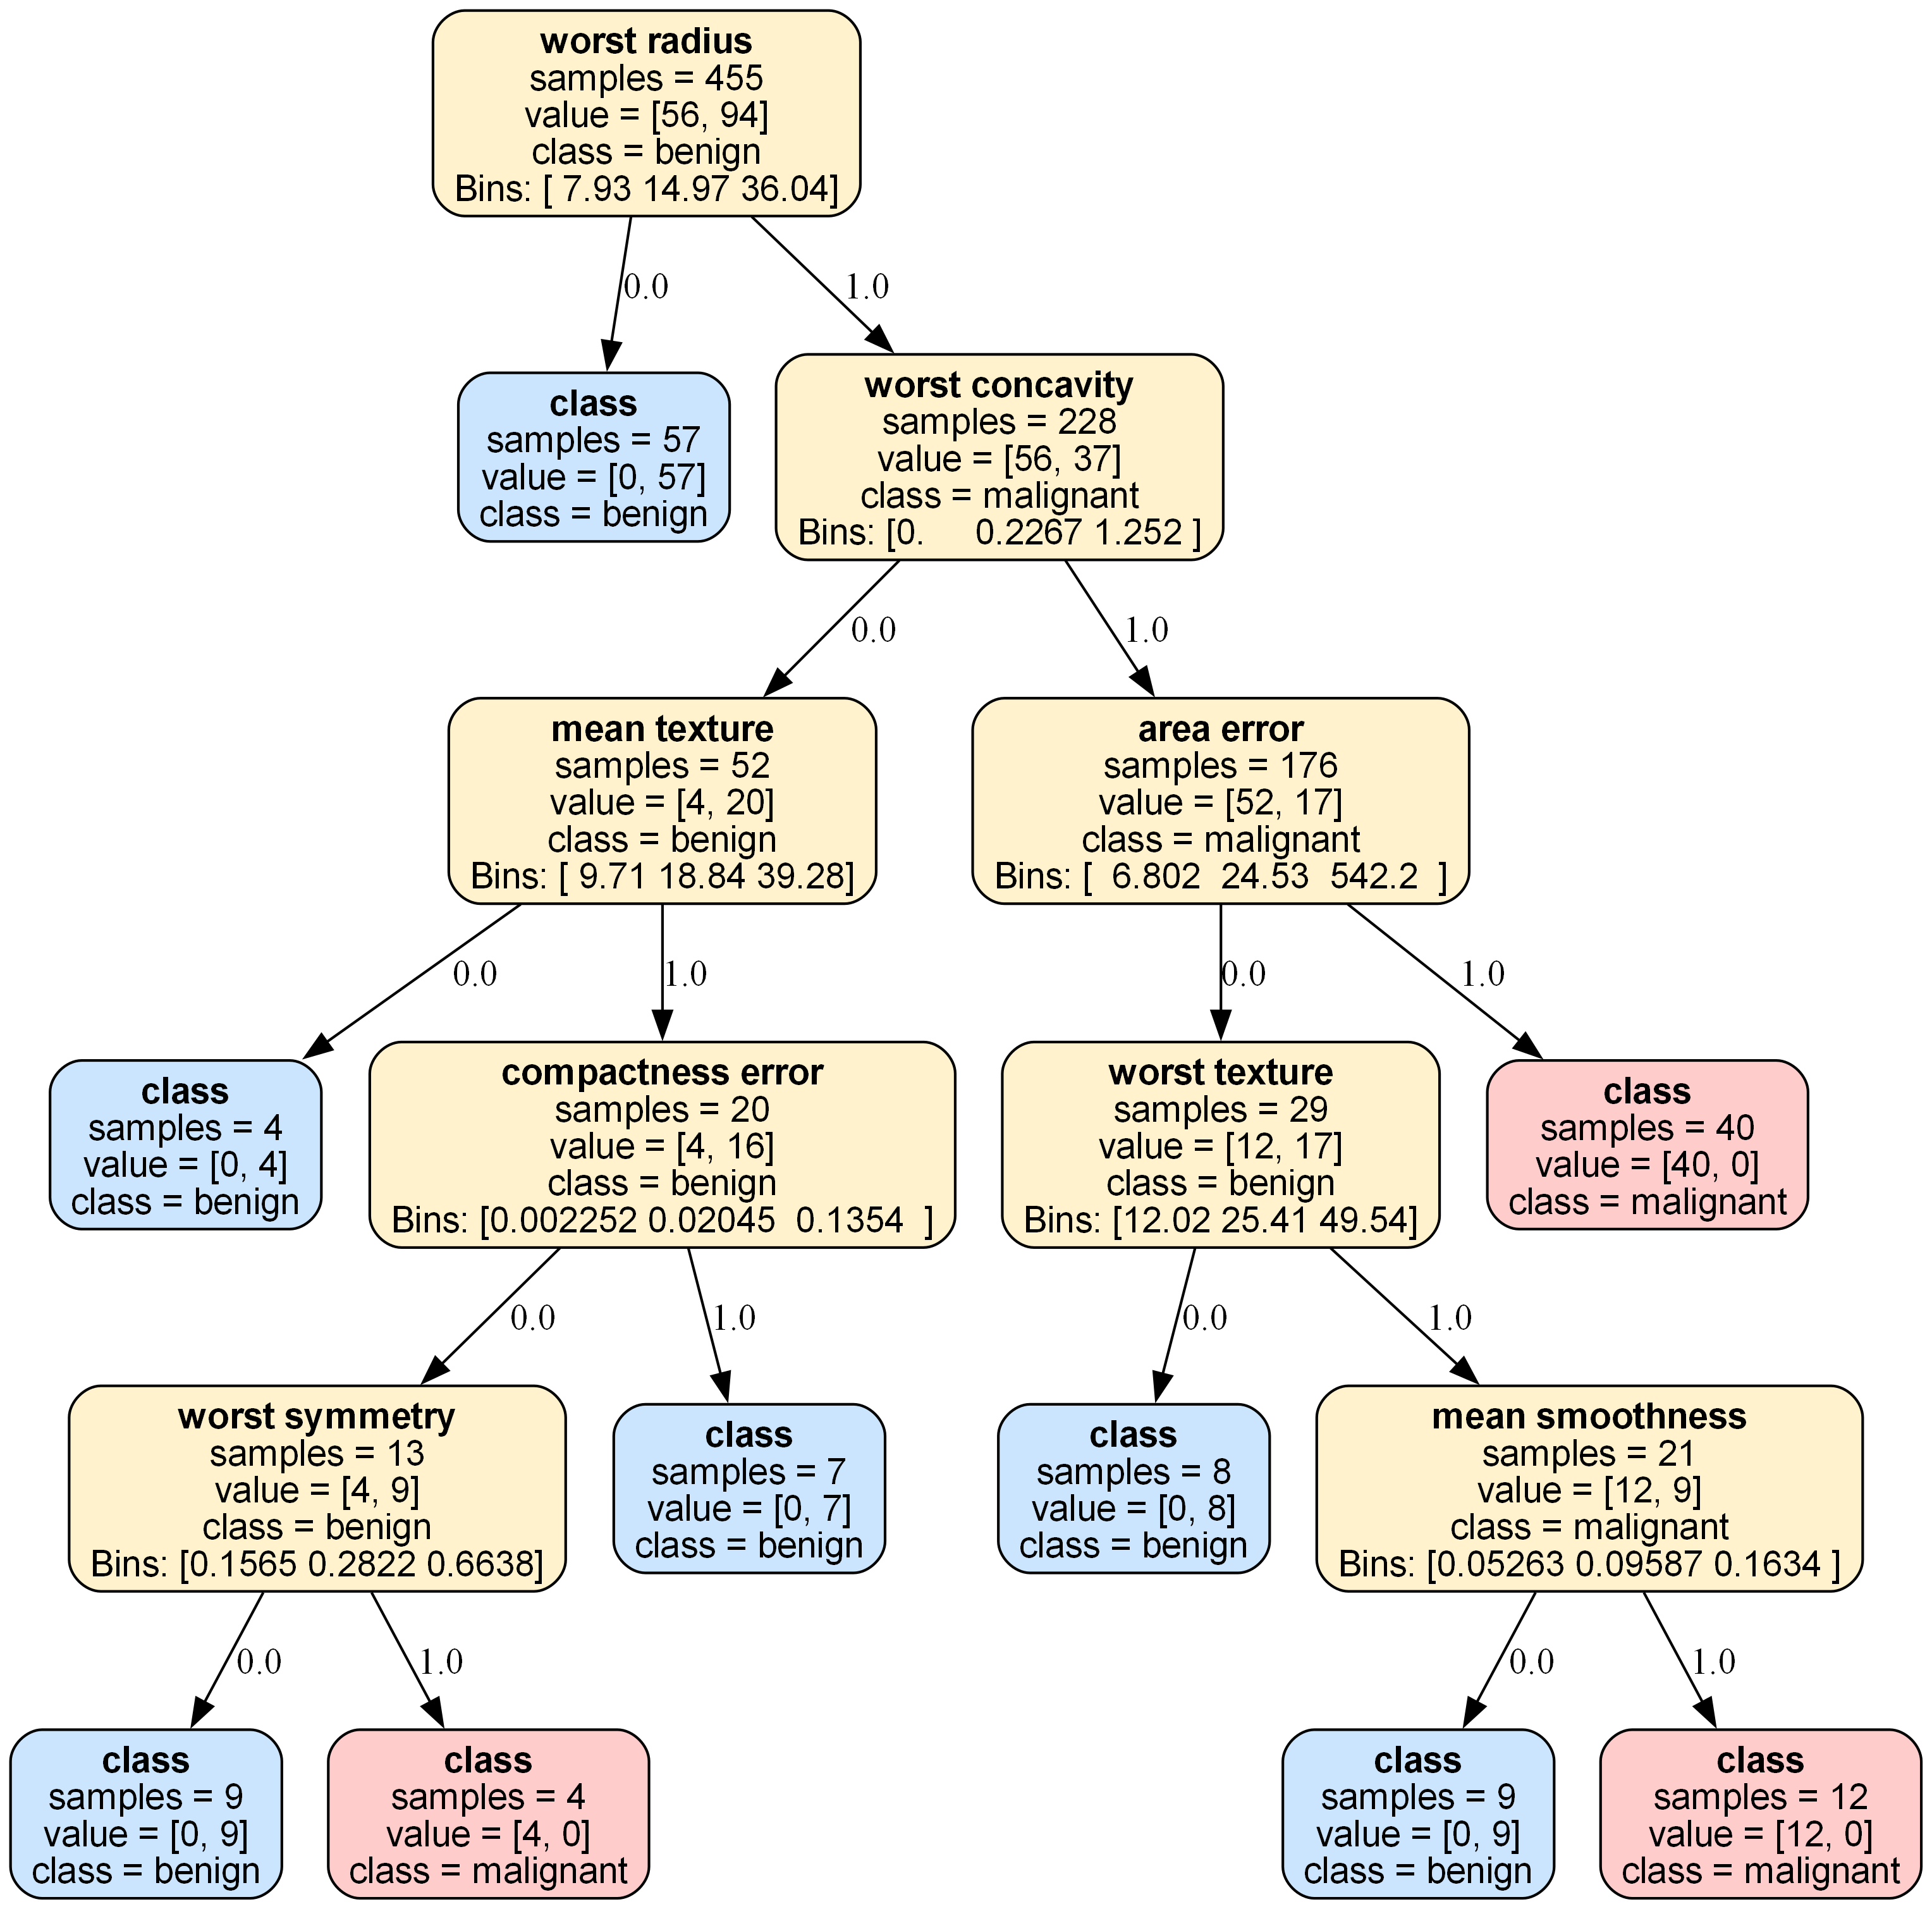 worst radius
samples = 455
value = [56, 94]
class = benign
Bins: [ 7.93 14.97 36.04]
0.0
1.0
class
samples = 57
value = [0, 57]
class = benign
worst concavity
samples = 228
value = [56, 37]
class = malignant
Bins: [0.     0.2267 1.252 ]
0.0
1.0
mean texture
samples = 52
value = [4, 20]
class = benign
Bins: [ 9.71 18.84 39.28]
area error
samples = 176
value = [52, 17]
class = malignant
Bins: [  6.802  24.53  542.2  ]
0.0
1.0
0.0
1.0
class
samples = 4
value = [0, 4]
class = benign
compactness error
samples = 20
value = [4, 16]
class = benign
Bins: [0.002252 0.02045  0.1354  ]
worst texture
samples = 29
value = [12, 17]
class = benign
Bins: [12.02 25.41 49.54]
class
samples = 40
value = [40, 0]
class = malignant
0.0
1.0
0.0
1.0
worst symmetry
samples = 13
value = [4, 9]
class = benign
Bins: [0.1565 0.2822 0.6638]
class
samples = 7
value = [0, 7]
class = benign
class
samples = 8
value = [0, 8]
class = benign
mean smoothness
samples = 21
value = [12, 9]
class = malignant
Bins: [0.05263 0.09587 0.1634 ]
0.0
1.0
0.0
1.0
class
samples = 9
value = [0, 9]
class = benign
class
samples = 4
value = [4, 0]
class = malignant
class
samples = 9
value = [0, 9]
class = benign
class
samples = 12
value = [12, 0]
class = malignant